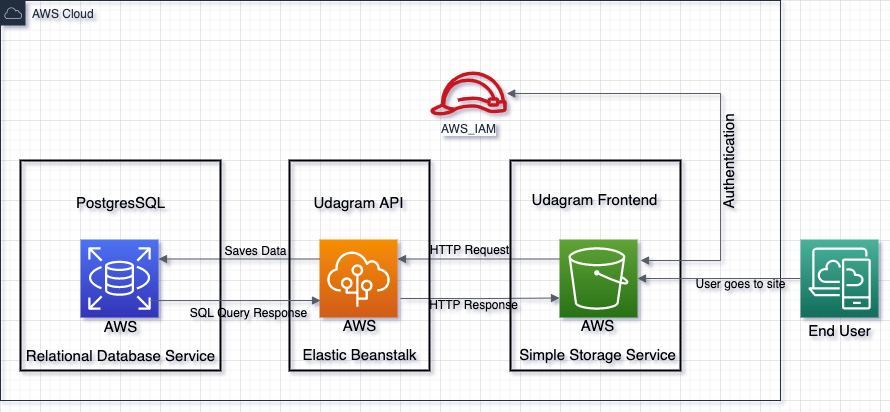 AWS Cloud
AWS_IAM
Authentication
PostgresSQL
Udagram API
Udagram Frontend
Saves Data
HTTP Request
User goes to site
SQL Query Response
HTTP Response
AWS
AWS
AWS
End User
Relational Database Service
Elastic Beanstalk
Simple Storage Service